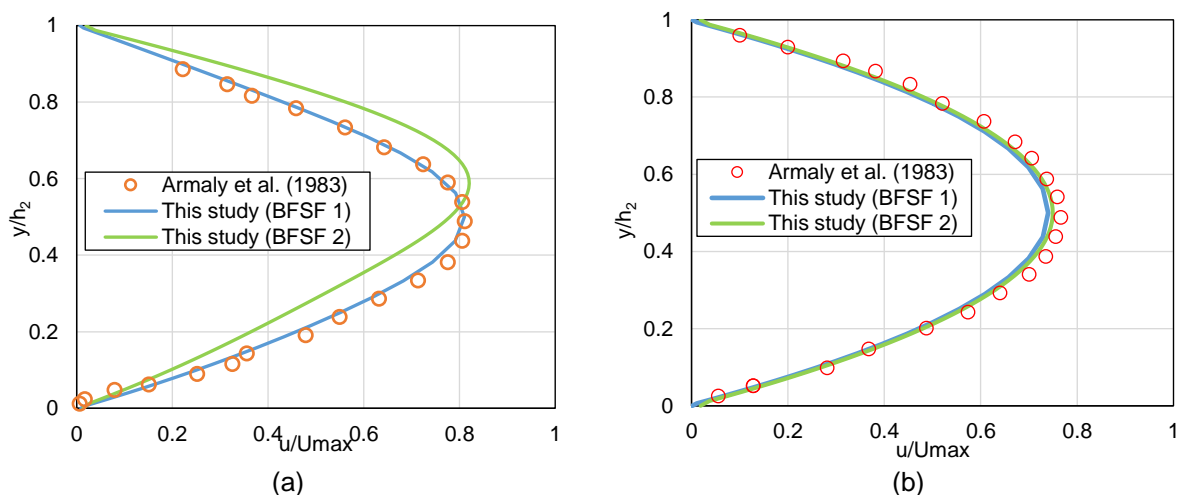 1
0.8
0.6
0.4
0.2
0
y/h2
Armaly et al. (1983)
This study (BFSF 1)
This study (BFSF 2)
0 0.2 0.4 0.6 0.8 1
u/Umax
(a)
1
0.8
0.6
0.4
0.2
0
y/h2
Armaly et al. (1983)
This study (BFSF 1)
This study (BFSF 2)
0 0.2 0.4 0.6 0.8 1
u/Umax
(b)